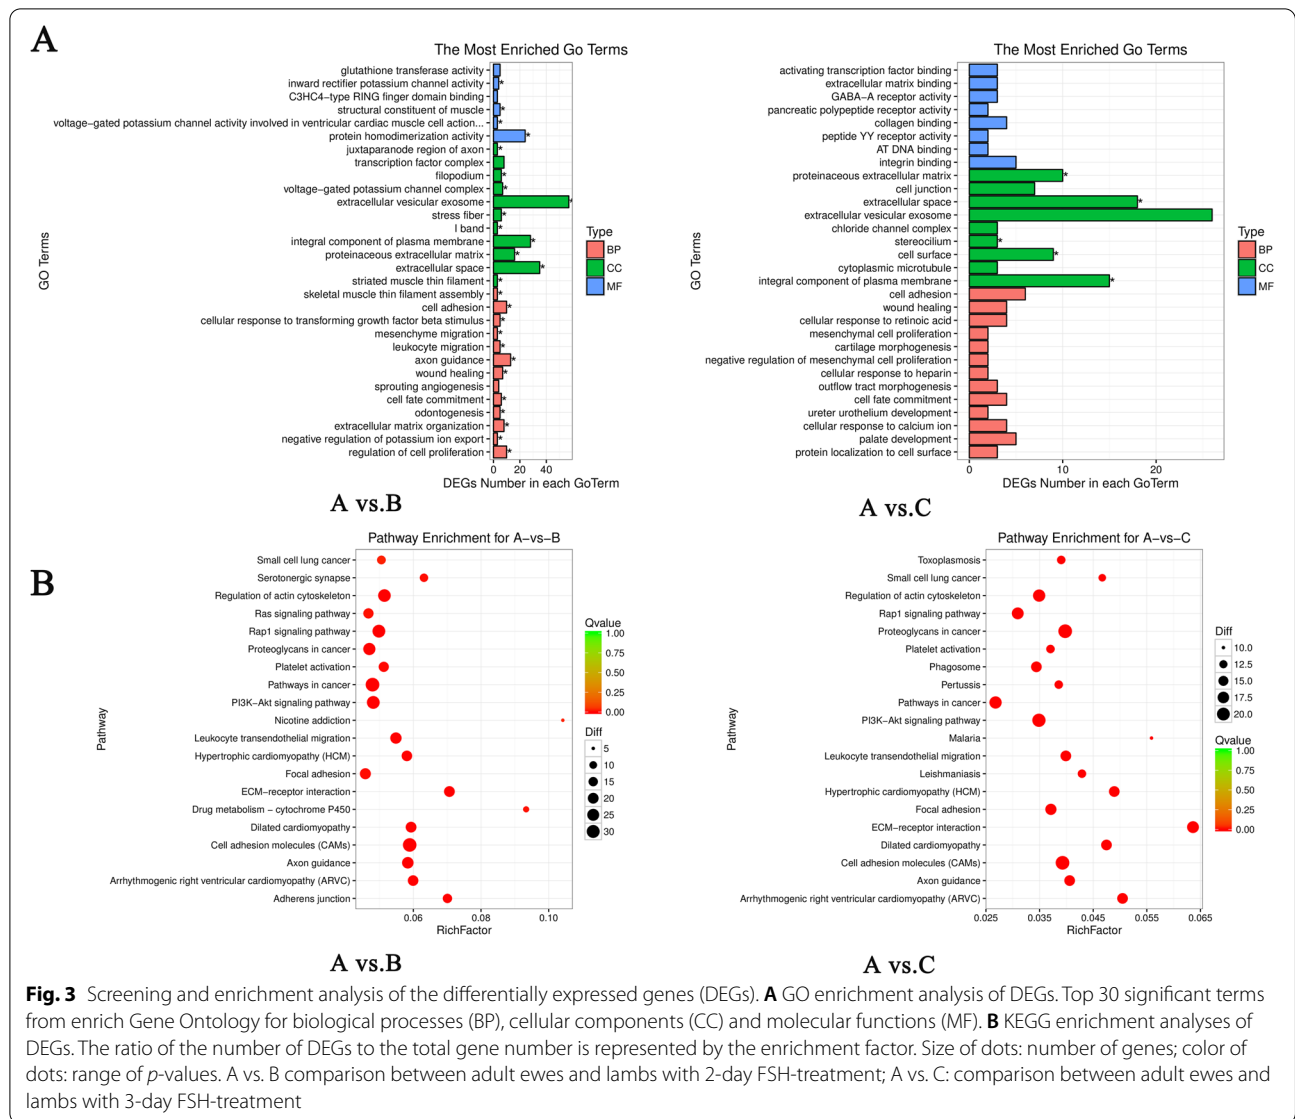 A
The Most Enriched Go Terms
GO Terms
glutathione transferase activity
inward rectifier potassium channel activity
C3HC4−type RING finger domain binding
structural constituent of muscle
voltage−gated potassium channel activity involved in ventricular cardiac muscle cell action...
protein homodimerization activity
juxtaparanode region of axon
transcription factor complex
filopodium
voltage−gated potassium channel complex
extracellular vesicular exosome
stress fiber
I band
integral component of plasma membrane
proteinaceous extracellular matrix
extracellular space
striated muscle thin filament
skeletal muscle thin filament assembly
cell adhesion
cellular response to transforming growth factor beta stimulus
mesenchyme migration
leukocyte migration
axon guidance
wound healing
sprouting angiogenesis
cell fate commitment
odontogenesis
extracellular matrix organization
negative regulation of potassium ion export
regulation of cell proliferation
0 20 40
DEGs Number in each GoTerm
Type
BP
CC
MF
A vs.B
The Most Enriched Go Terms
GO Terms
activating transcription factor binding
extracellular matrix binding
GABA−A receptor activity
pancreatic polypeptide receptor activity
collagen binding
peptide YY receptor activity
AT DNA binding
integrin binding
proteinaceous extracellular matrix
cell junction
extracellular space
extracellular vesicular exosome
chloride channel complex
stereocilium
cell surface
cytoplasmic microtubule
integral component of plasma membrane
cell adhesion
wound healing
cellular response to retinoic acid
mesenchymal cell proliferation
cartilage morphogenesis
negative regulation of mesenchymal cell proliferation
cellular response to heparin
outflow tract morphogenesis
cell fate commitment
ureter urothelium development
cellular response to calcium ion
palate development
protein localization to cell surface
0 10 20
DEGs Number in each GoTerm
Type
BP
CC
MF
A vs.C
B
Pathway Enrichment for A−vs−B
Pathway
Small cell lung cancer
Serotonergic synapse
Regulation of actin cytoskeleton
Ras signaling pathway
Rap1 signaling pathway
Proteoglycans in cancer
Platelet activation
Pathways in cancer
PI3K−Akt signaling pathway
Nicotine addiction
Leukocyte transendothelial migration
Hypertrophic cardiomyopathy (HCM)
Focal adhesion
ECM−receptor interaction
Drug metabolism − cytochrome P450
Dilated cardiomyopathy
Cell adhesion molecules (CAMs)
Axon guidance
Arrhythmogenic right ventricular cardiomyopathy (ARVC)
Adherens junction
0.06 0.08 0.10
RichFactor
Qvalue
1.00
0.75
0.50
0.25
0.00
Diff
5
10
15
20
25
30
A vs.B
Pathway Enrichment for A−vs−C
Pathway
Toxoplasmosis
Small cell lung cancer
Regulation of actin cytoskeleton
Rap1 signaling pathway
Proteoglycans in cancer
Platelet activation
Phagosome
Pertussis
Pathways in cancer
PI3K−Akt signaling pathway
Malaria
Leukocyte transendothelial migration
Leishmaniasis
Hypertrophic cardiomyopathy (HCM)
Focal adhesion
ECM−receptor interaction
Dilated cardiomyopathy
Cell adhesion molecules (CAMs)
Axon guidance
Arrhythmogenic right ventricular cardiomyopathy (ARVC)
0.025 0.035 0.045 0.055 0.065
RichFactor
Diff
10.0
12.5
15.0
17.5
20.0
Qvalue
1.00
0.75
0.50
0.25
0.00
A vs.C
Fig. 3 Screening and enrichment analysis of the differentially expressed genes (DEGs). A GO enrichment analysis of DEGs. Top 30 significant terms
from enrich Gene Ontology for biological processes (BP), cellular components (CC) and molecular functions (MF). B KEGG enrichment analyses of
DEGs. The ratio of the number of DEGs to the total gene number is represented by the enrichment factor. Size of dots: number of genes; color of
dots: range of p-values. A vs. B comparison between adult ewes and lambs with 2-day FSH-treatment; A vs. C: comparison between adult ewes and
lambs with 3-day FSH-treatment